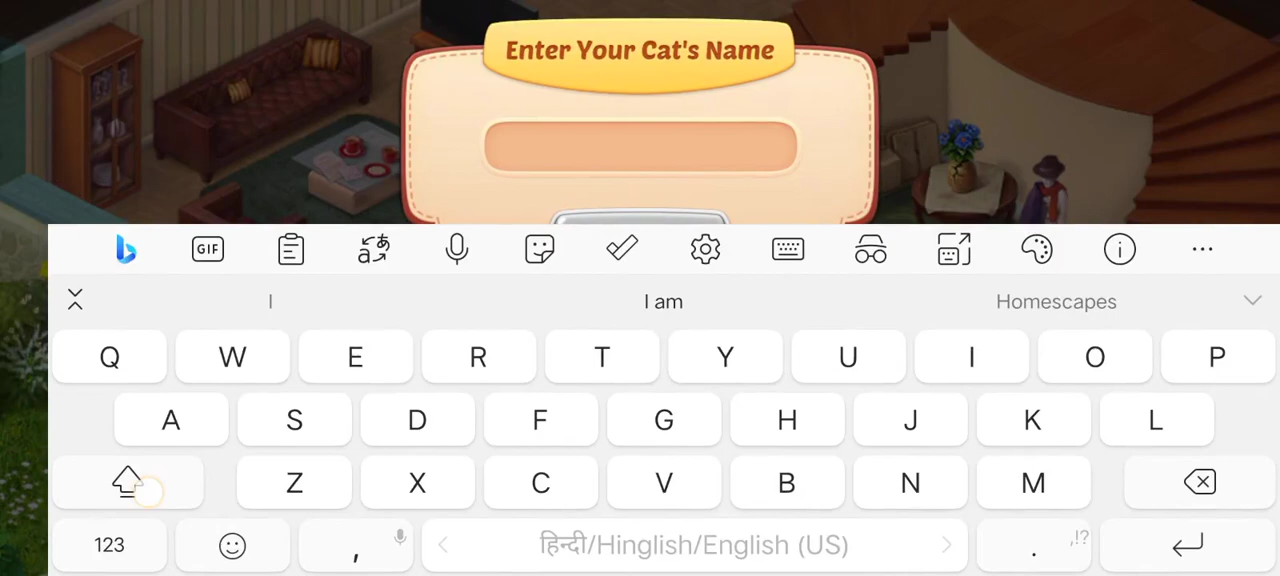 Enter Your Cat's Name
GIF
I I am Homescapes
Q W E R T Y U I O P
A S D F G H J K L
Z X C V B N M
123 , हिन्दी/Hinglish/English (US) . ,!?